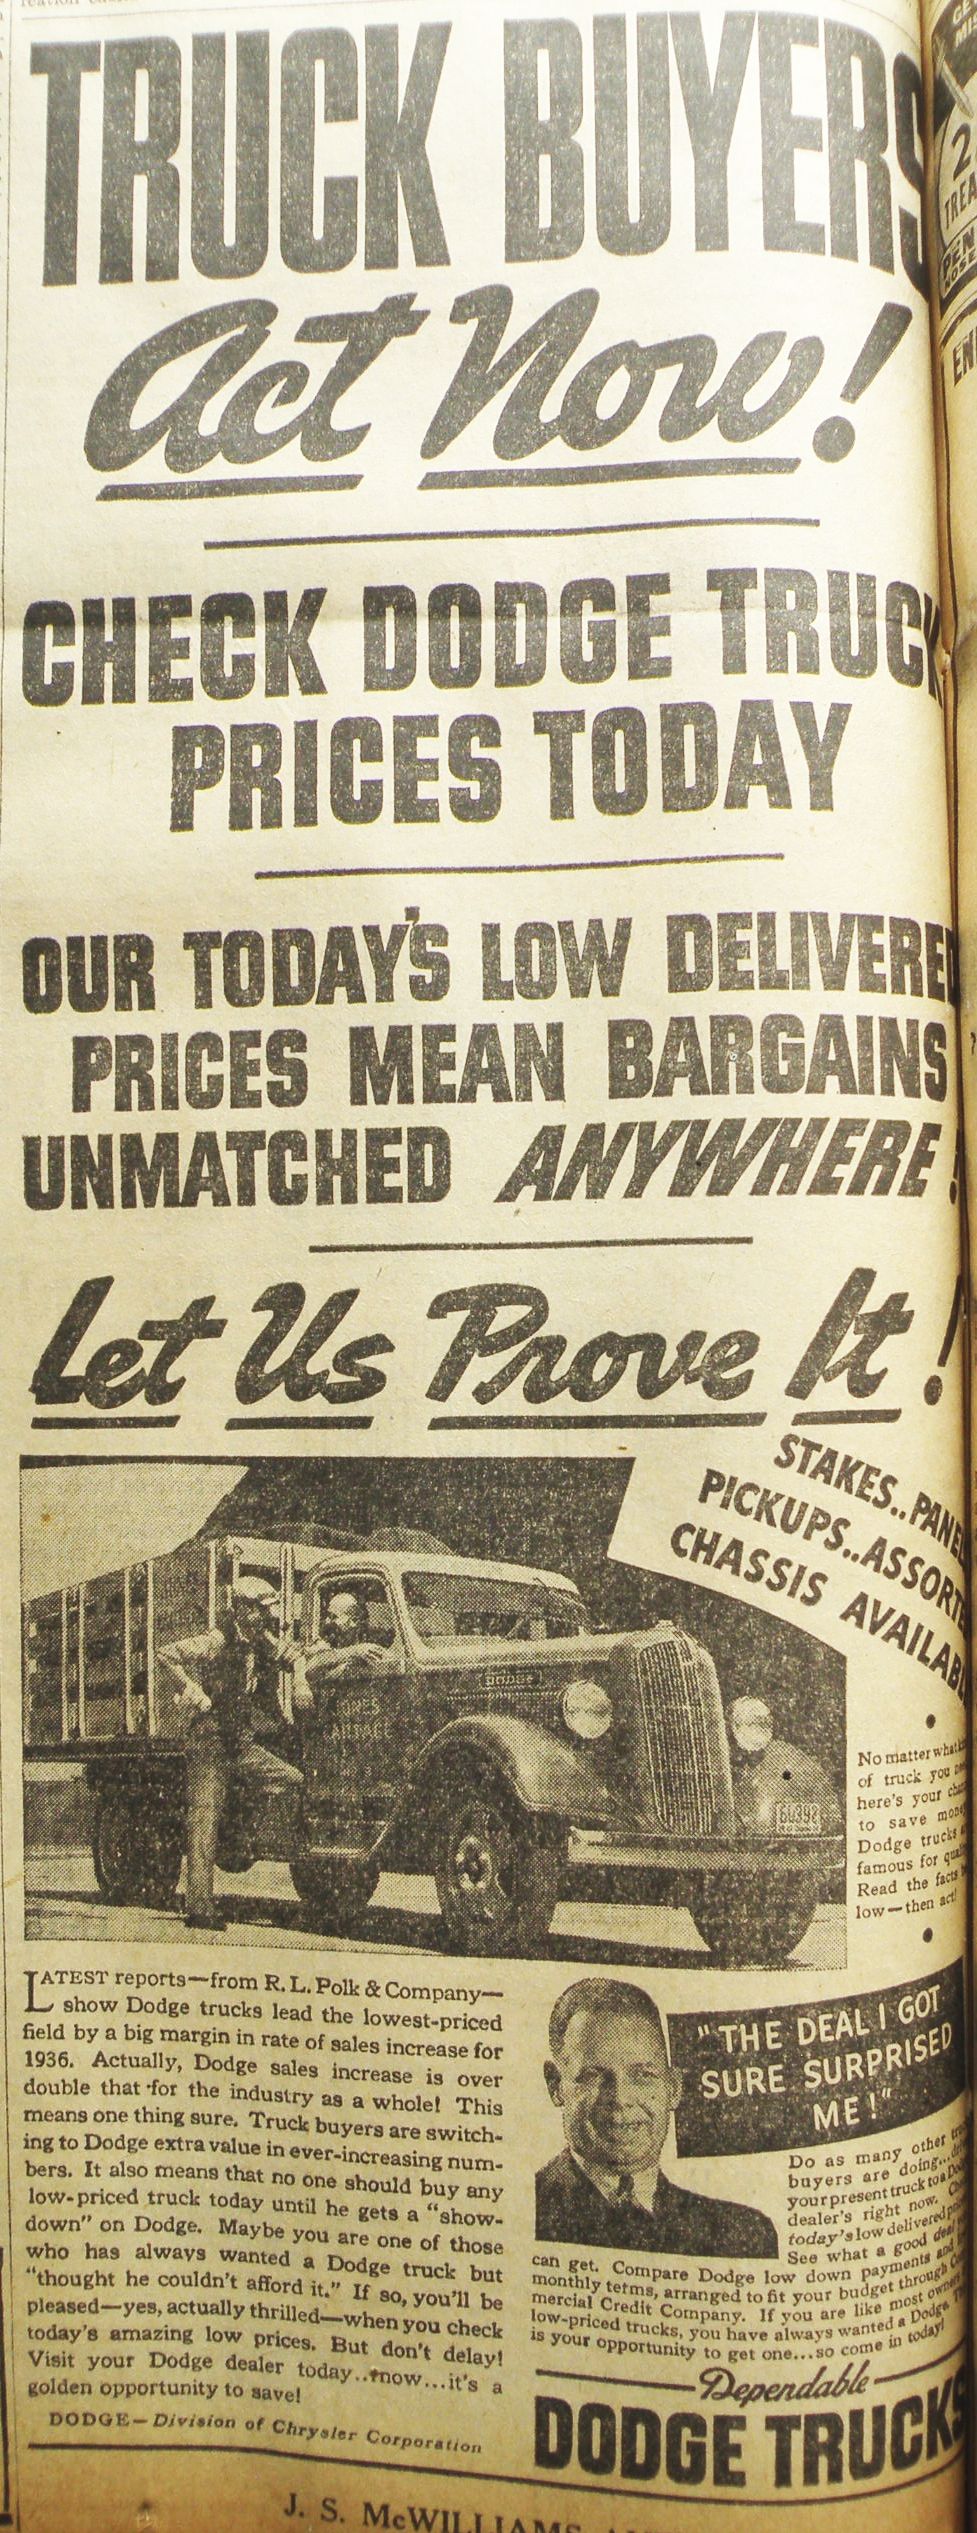 TRUCK BUYERS
Act Now!
CHECK DODGE TRUCK
PRICES TODAY
OUR TODAY'S LOW DELIVERED
PRICES MEAN BARGAINS
UNMATCHED ANYWHERE!
Let Us Prove It!
STAKES..PANEL
PICKUPS..ASSORTE
CHASSIS AVAILAB
Dodge
60392
No matter what
of truck you
here's your
to save
Dodge trucks
famous for
Read the facts
low—then act!
LATEST reports—from R. L. Polk & Company—
show Dodge trucks lead the lowest-priced
field by a big margin in rate of sales increase for
1936. Actually, Dodge sales increase is over
double that for the industry as a whole! This
means one thing sure. Truck buyers are switch-
ing to Dodge extra value in ever-increasing num-
bers. It also means that no one should buy any
low-priced truck today until he gets a "show-
down" on Dodge. Maybe you are one of those
who has always wanted a Dodge truck but
"thought he couldn't afford it." If so, you'll be
pleased—yes, actually thrilled—when you check
today's amazing low prices. But don't delay!
Visit your Dodge dealer today..now...it's a
golden opportunity to save!
DODGE—Division of Chrysler Corporation
"THE DEAL I GOT
SURE SURPRISED
ME!"
Do as many other
buyers are doing...
your present truck to a
dealer's right now.
today's low delivered
See what a good deal
can get. Compare Dodge low down payments and
monthly terms, arranged to fit your budget through
mercial Credit Company. If you are like most owners
low-priced trucks, you have always wanted a Dodge.
is your opportunity to get one...so come in today!
Dependable
DODGE TRUCKS
J. S. McWILLIAMS